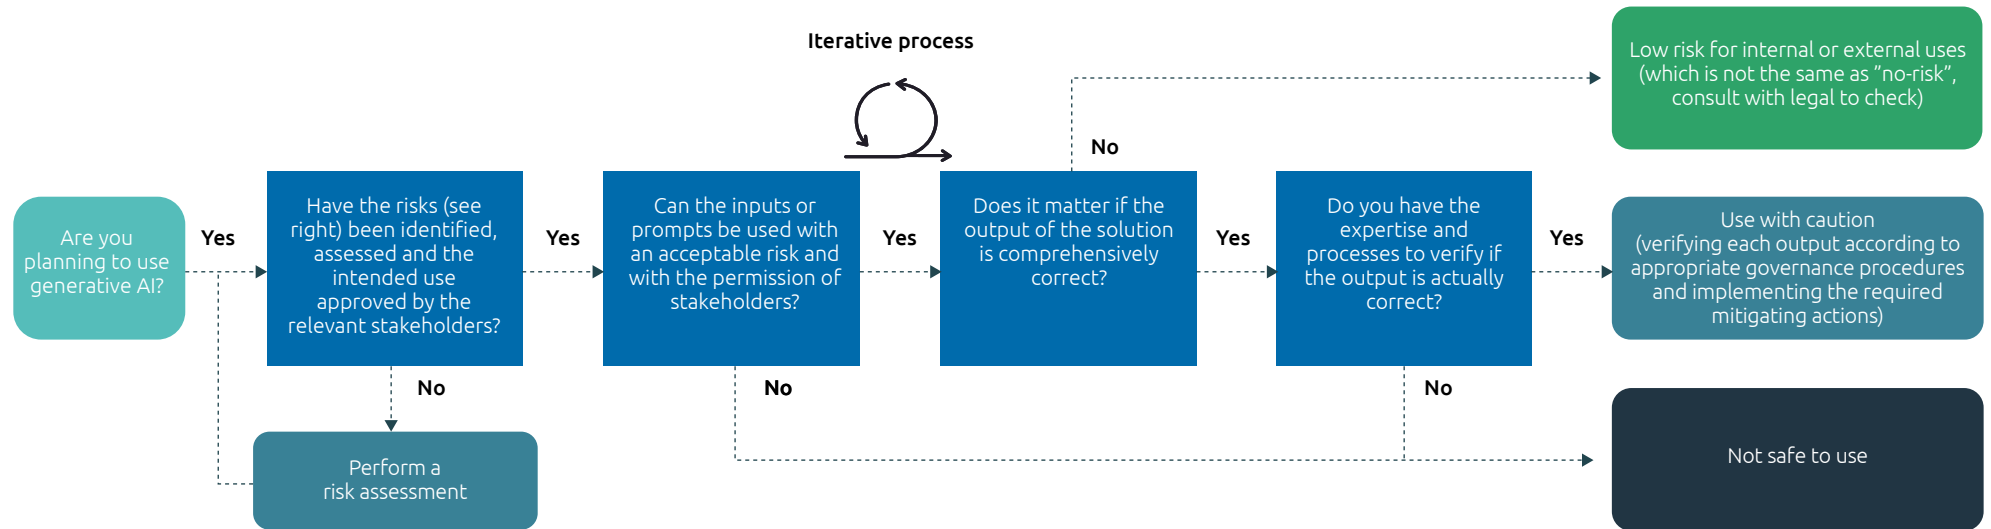 Iterative process
Are you
planning to use
generative AI?
Yes
Have the risks (see
right) been identified,
assessed and the
intended use
approved by the
relevant stakeholders?
No
Perform a
risk assessment
Yes
Can the inputs or
prompts be used with
an acceptable risk and
with the permission of
stakeholders?
No
Yes
Does it matter if the
output of the solution
is comprehensively
correct?
No
Yes
Do you have the
expertise and
processes to verify if
the output is actually
correct?
No
Yes
Low risk for internal or external uses
(which is not the same as ”no-risk”,
consult with legal to check)
Use with caution
(verifying each output according to
appropriate governance procedures
and implementing the required
mitigating actions)
Not safe to use